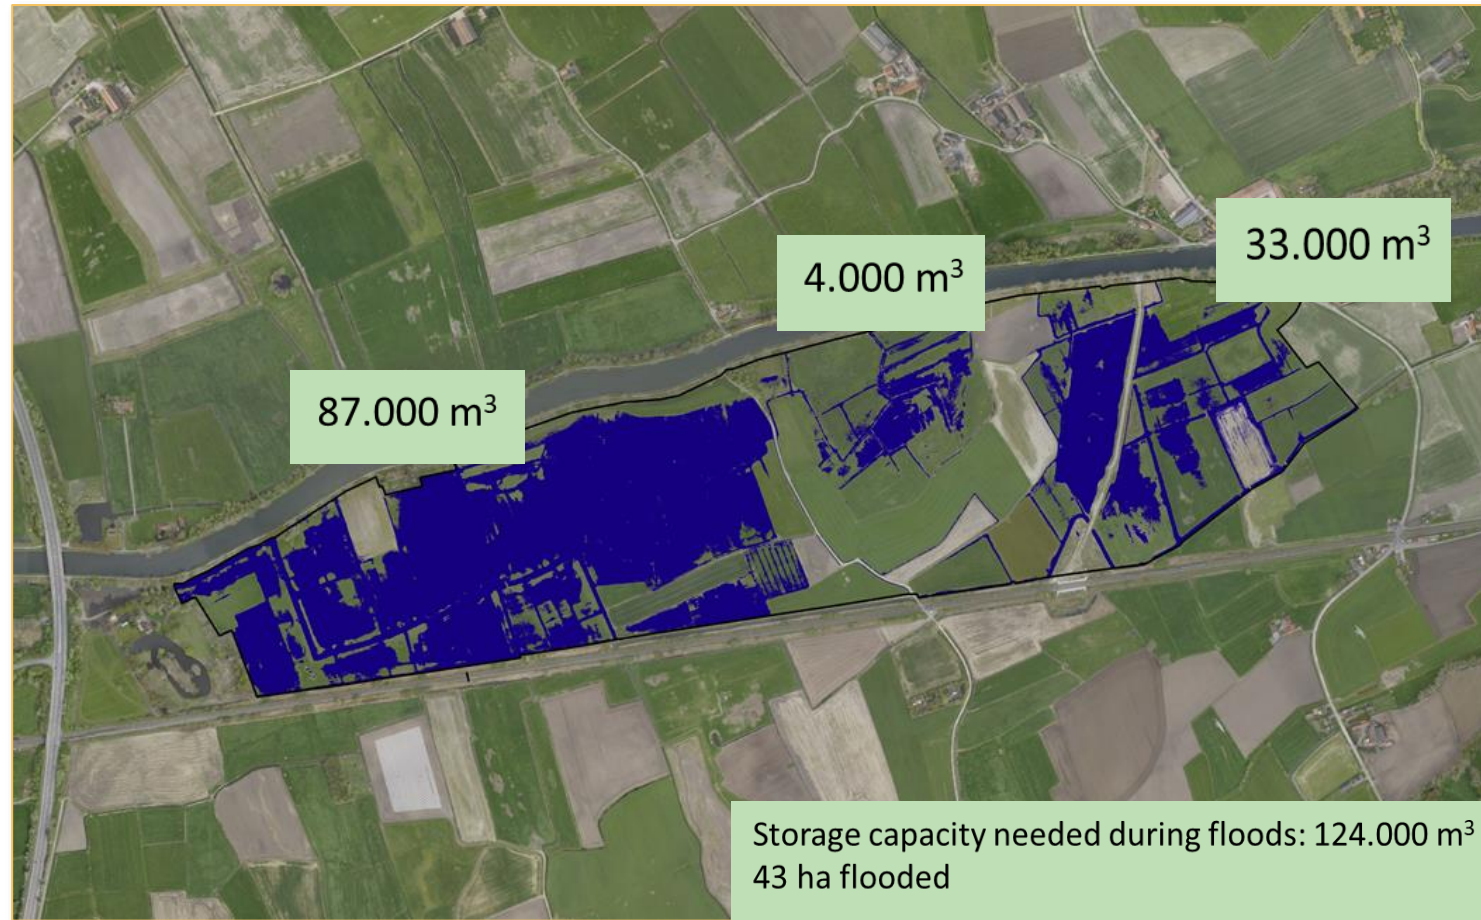 33.000 m³
4.000 m³
87.000 m³
Storage capacity needed during floods: 124.000 m³
43 ha flooded